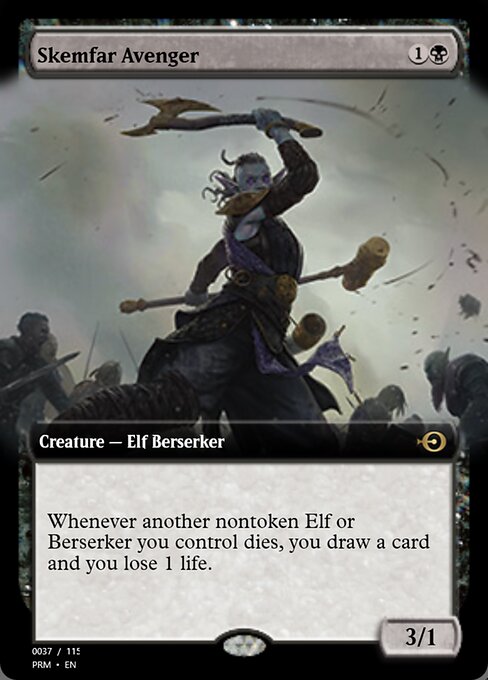 Skemfar Avenger 1
Creature — Elf Berserker
Whenever another nontoken Elf or
Berserker you control dies, you draw a card
and you lose 1 life.
3/1
0037 / 115
PRM • EN